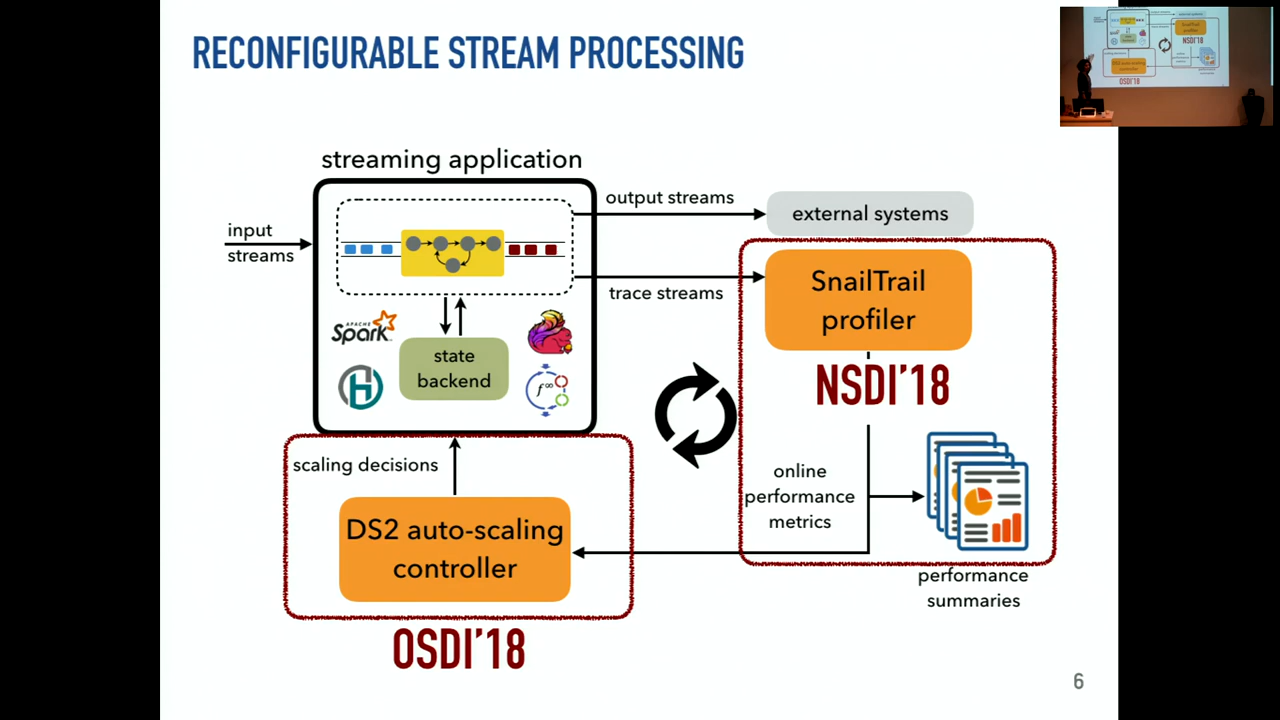 RECONFIGURABLE STREAM PROCESSING
streaming application
input
streams
output streams
external systems
trace streams
SnailTrail
profiler
APACHE
Spark
state
backend
H
f∞
NSDI'18
scaling decisions
online
performance
metrics
DS2 auto-scaling
controller
performance
summaries
OSDI'18
6